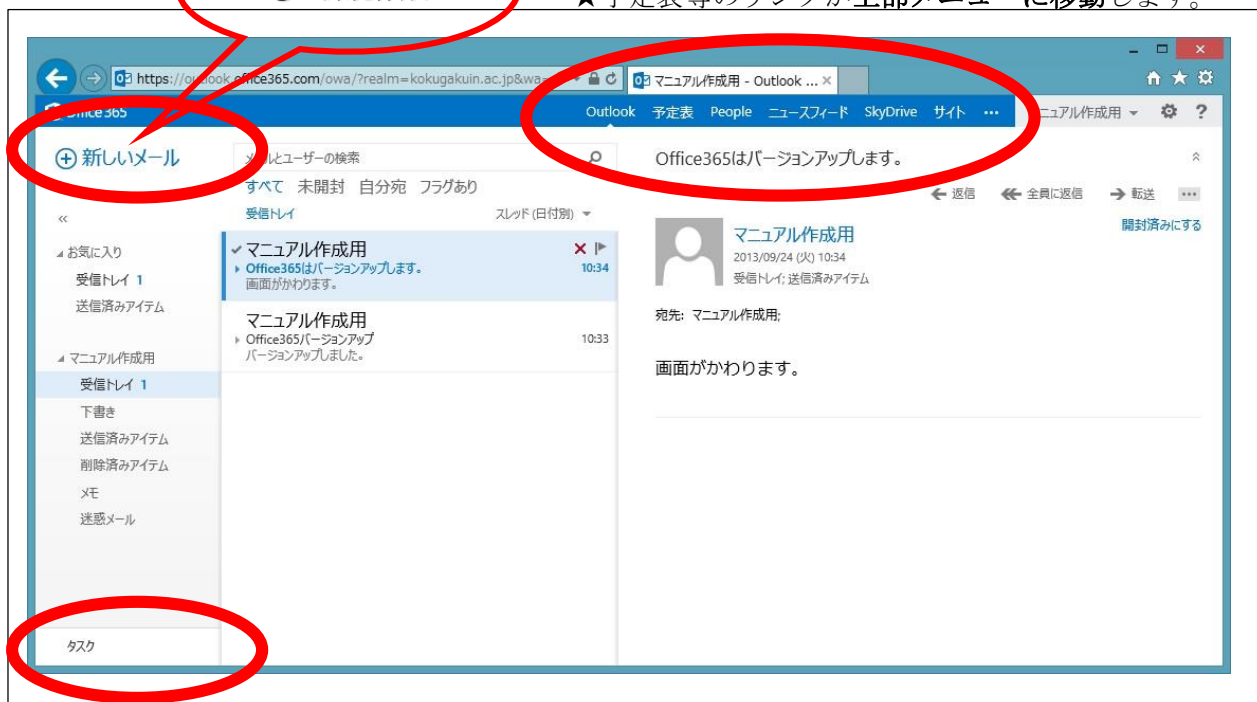 ★予定表等のリンクが上部メニューに移動します。
https://outlook.office365.com/owa/?realm=kokugakuin.ac.jp&wa=
マニュアル作成用 - Outlook ... ×
Office 365
Outlook 予定表 People ニュースフィード SkyDrive サイト ••• マニュアル作成用 ?
新しいメール
メールとユーザーの検索
Office365はバージョンアップします。
すべて 未開封 自分宛 フラグあり
返信 全員に返信 転送 •••
受信トレイ スレッド (日付別)
開封済みにする
お気に入り
受信トレイ 1
送信済みアイテム
マニュアル作成用
受信トレイ 1
下書き
送信済みアイテム
削除済みアイテム
メモ
迷惑メール
タスク
マニュアル作成用
Office365はバージョンアップします。 10:34
画面がかわります。
マニュアル作成用
Office365バージョンアップ 10:33
バージョンアップしました。
マニュアル作成用
2013/09/24 (火) 10:34
受信トレイ; 送信済みアイテム
宛先: マニュアル作成用;
画面がかわります。